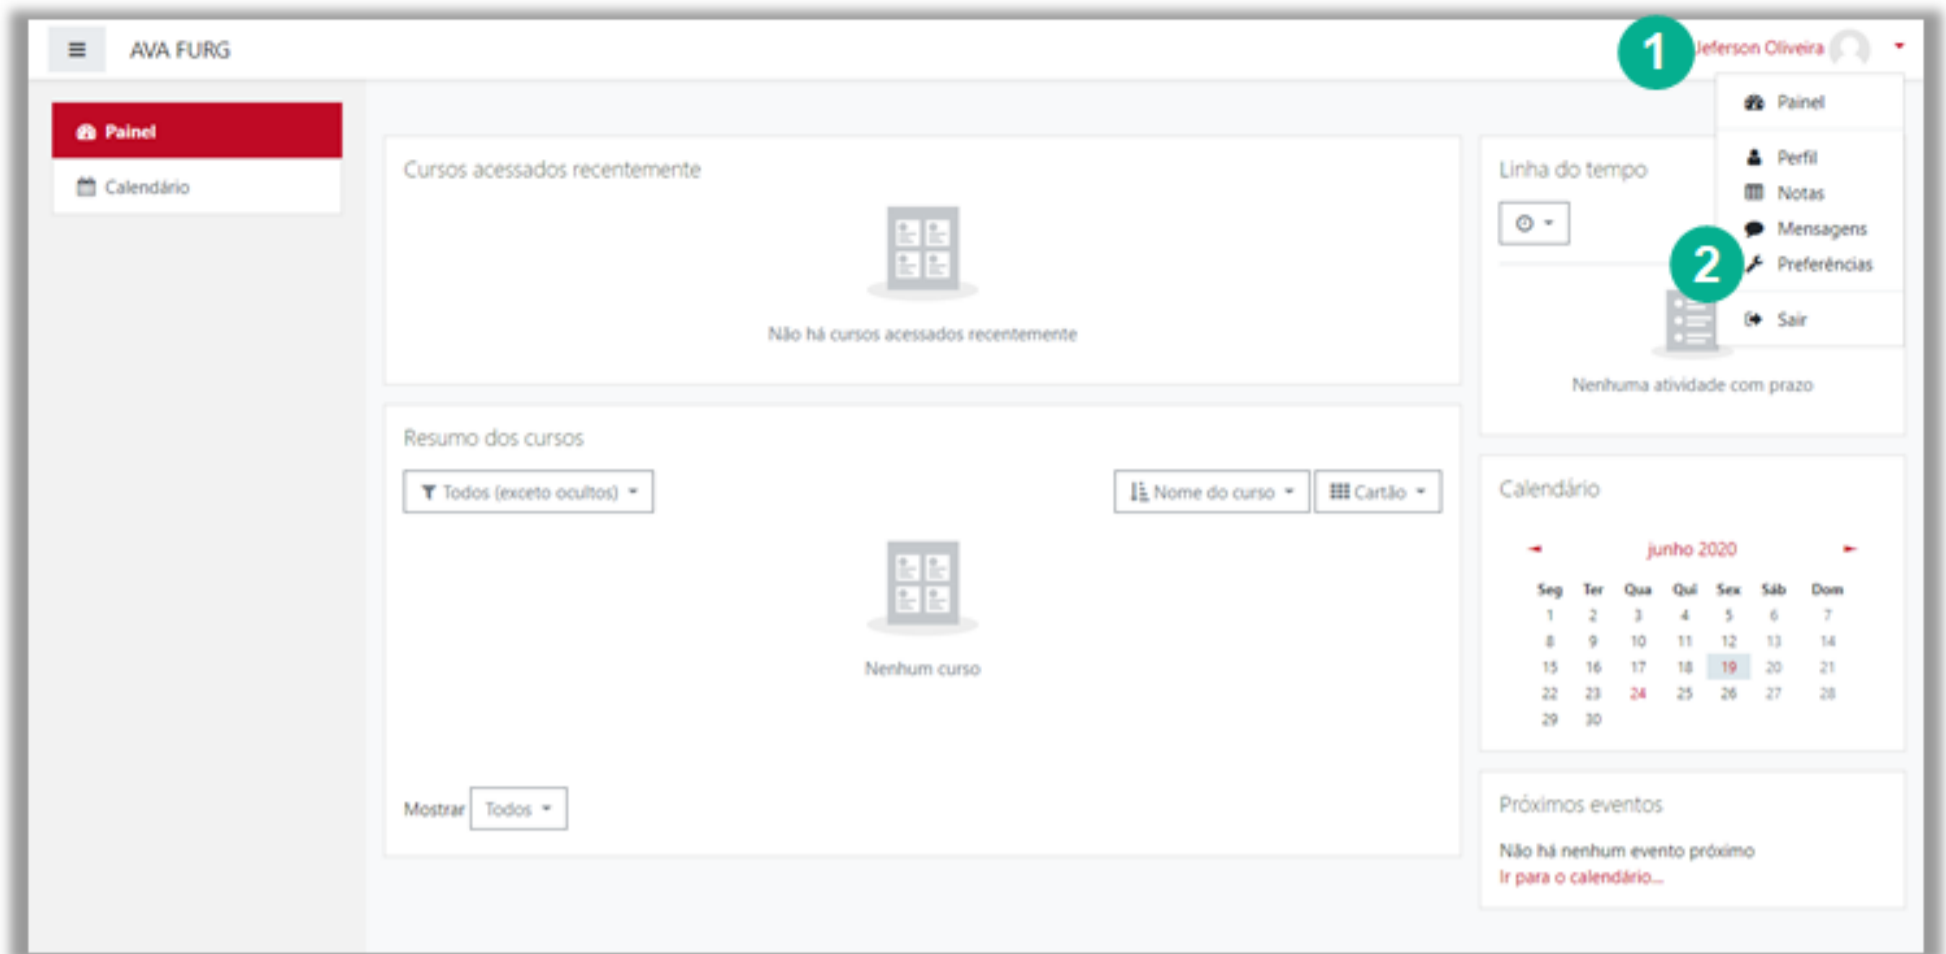 AVA FURG
1
Jeferson Oliveira
Painel
Calendário
Painel
Perfil
Notas
Mensagens
2
Preferências
Sair
Cursos acessados recentemente
Não há cursos acessados recentemente
Linha do tempo
Nenhuma atividade com prazo
Resumo dos cursos
Todos (exceto ocultos)
Nome do curso
Cartão
Nenhum curso
Mostrar Todos
Calendário
junho 2020
Seg Ter Qua Qui Sex Sáb Dom
1 2 3 4 5 6 7
8 9 10 11 12 13 14
15 16 17 18 19 20 21
22 23 24 25 26 27 28
29 30
Próximos eventos
Não há nenhum evento próximo
Ir para o calendário...